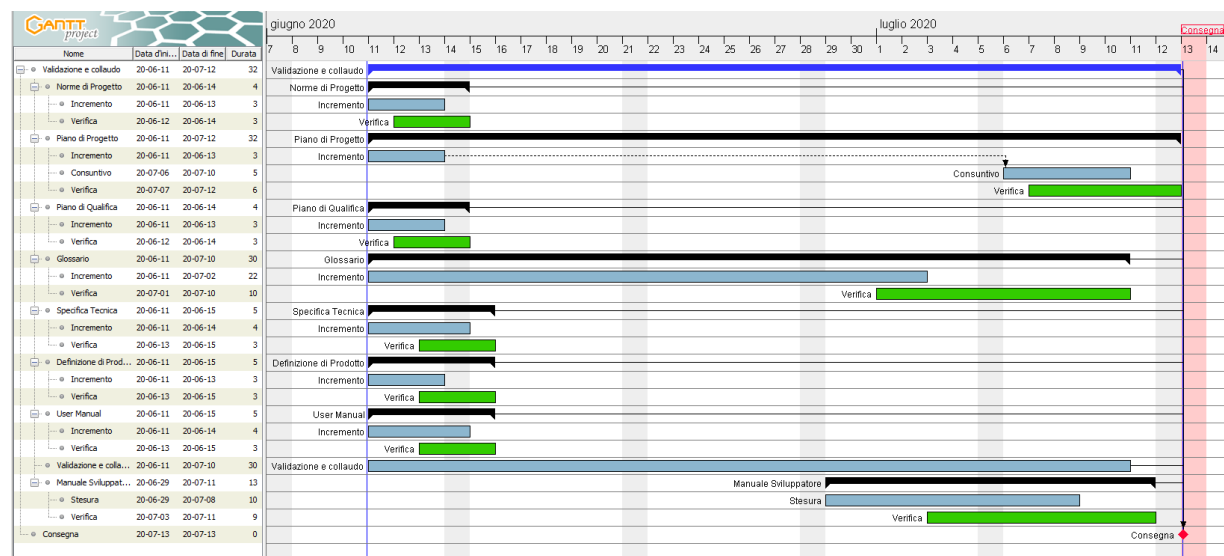 GANTT
project
giugno 2020
luglio 2020
Consegna
Nome Data d'ini... Data di fine Durata
7 8 9 10 11 12 13 14 15 16 17 18 19 20 21 22 23 24 25 26 27 28 29 30 1 2 3 4 5 6 7 8 9 10 11 12 13 14
Validazione e collaudo 20-06-11 20-07-12 32
Norme di Progetto 20-06-11 20-06-14 4
Incremento 20-06-11 20-06-13 3
Verifica 20-06-12 20-06-14 3
Piano di Progetto 20-06-11 20-07-12 32
Incremento 20-06-11 20-06-13 3
Consuntivo 20-07-06 20-07-10 5
Verifica 20-07-07 20-07-12 6
Piano di Qualifica 20-06-11 20-06-14 4
Incremento 20-06-11 20-06-13 3
Verifica 20-06-12 20-06-14 3
Glossario 20-06-11 20-07-10 30
Incremento 20-06-11 20-07-02 22
Verifica 20-07-01 20-07-10 10
Specifica Tecnica 20-06-11 20-06-15 5
Incremento 20-06-11 20-06-14 4
Verifica 20-06-13 20-06-15 3
Definizione di Prod... 20-06-11 20-06-15 5
Incremento 20-06-11 20-06-13 3
Verifica 20-06-13 20-06-15 3
User Manual 20-06-11 20-06-15 5
Incremento 20-06-11 20-06-14 4
Verifica 20-06-13 20-06-15 3
Validazione e colla... 20-06-11 20-07-10 30
Manuale Sviluppat... 20-06-29 20-07-11 13
Stesura 20-06-29 20-07-08 10
Verifica 20-07-03 20-07-11 9
Consegna 20-07-13 20-07-13 0
Validazione e collaudo
Norme di Progetto
Incremento
Verifica
Piano di Progetto
Incremento
Consuntivo
Verifica
Piano di Qualifica
Incremento
Verifica
Glossario
Incremento
Verifica
Specifica Tecnica
Incremento
Verifica
Definizione di Prodotto
Incremento
Verifica
User Manual
Incremento
Verifica
Validazione e collaudo
Manuale Sviluppatore
Stesura
Verifica
Consegna